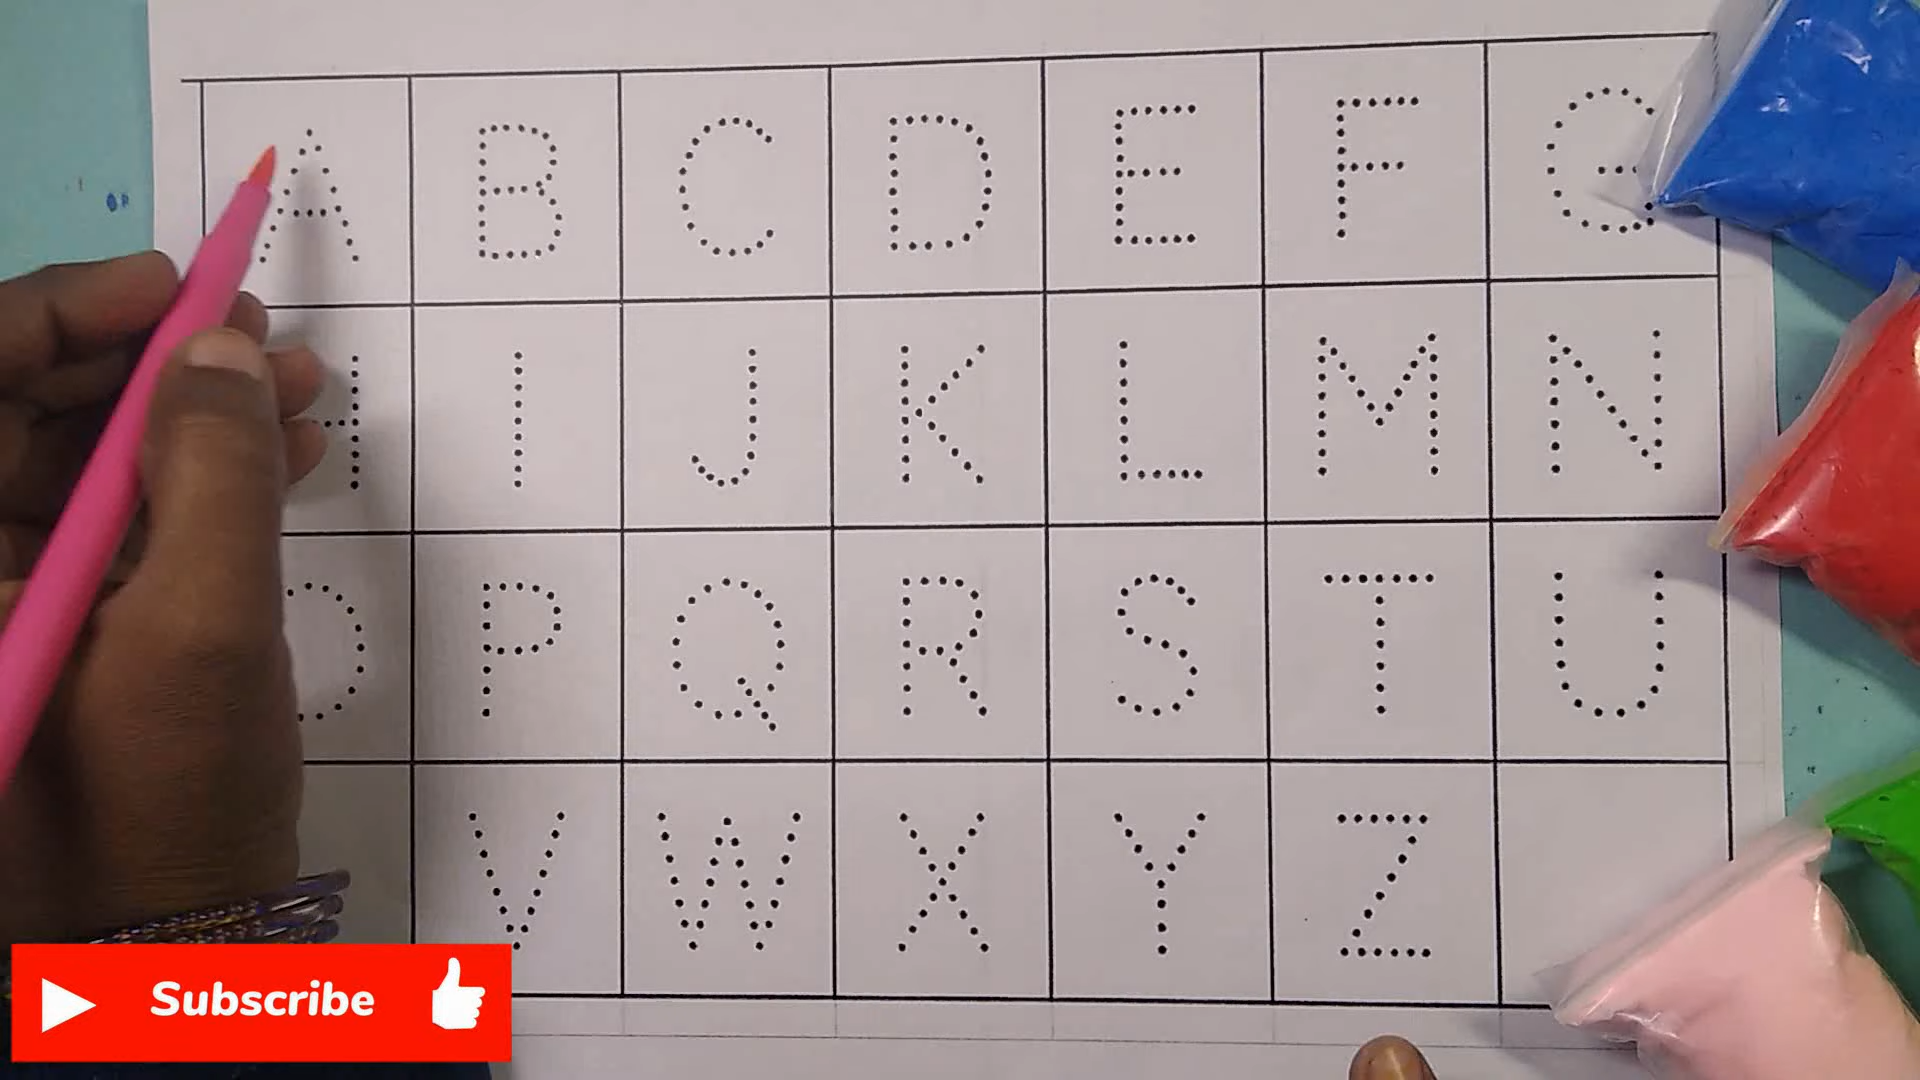 A B C D E F G
H I J K L M N
O P Q R S T U
V W X Y Z
Subscribe